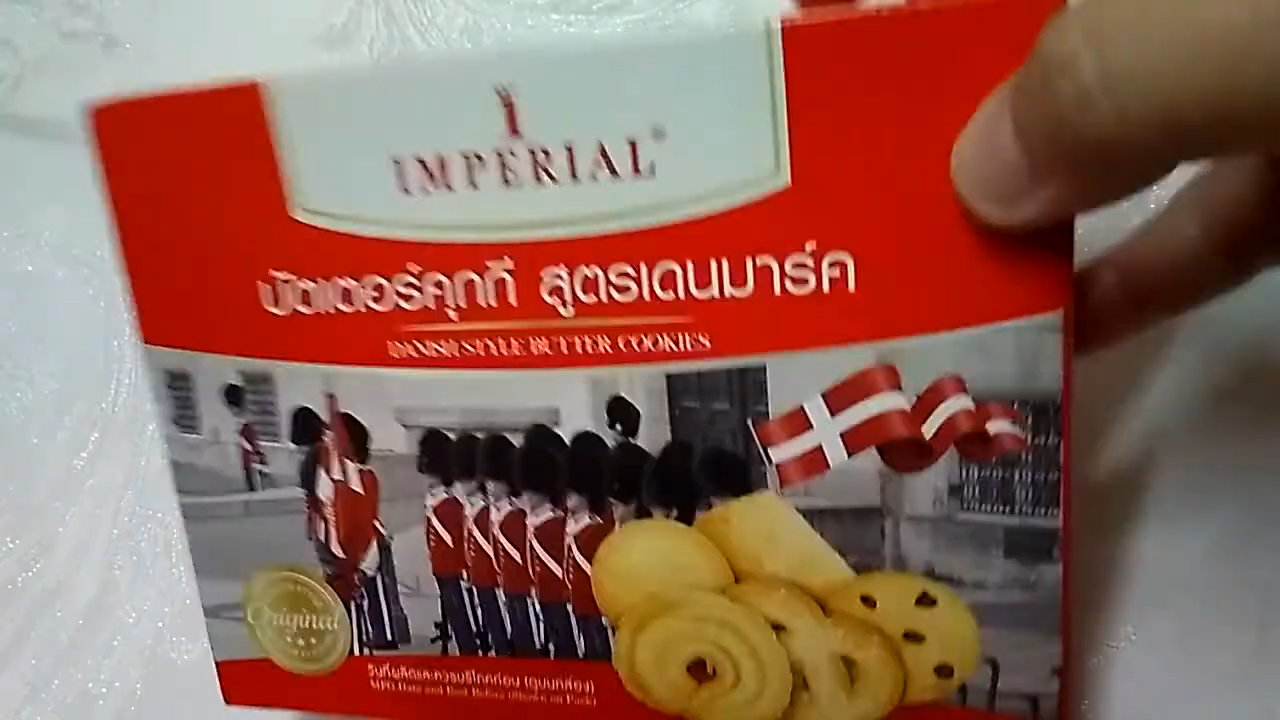 IMPERIAL®
บัตเตอร์คุกกี้ สูตรเดนมาร์ค
DANISH STYLE BUTTER COOKIES
Original
วันที่ผลิตและควรบริโภคก่อน (ดูบนกล่อง)
MFG Date and Best Before (Shown on Pack)